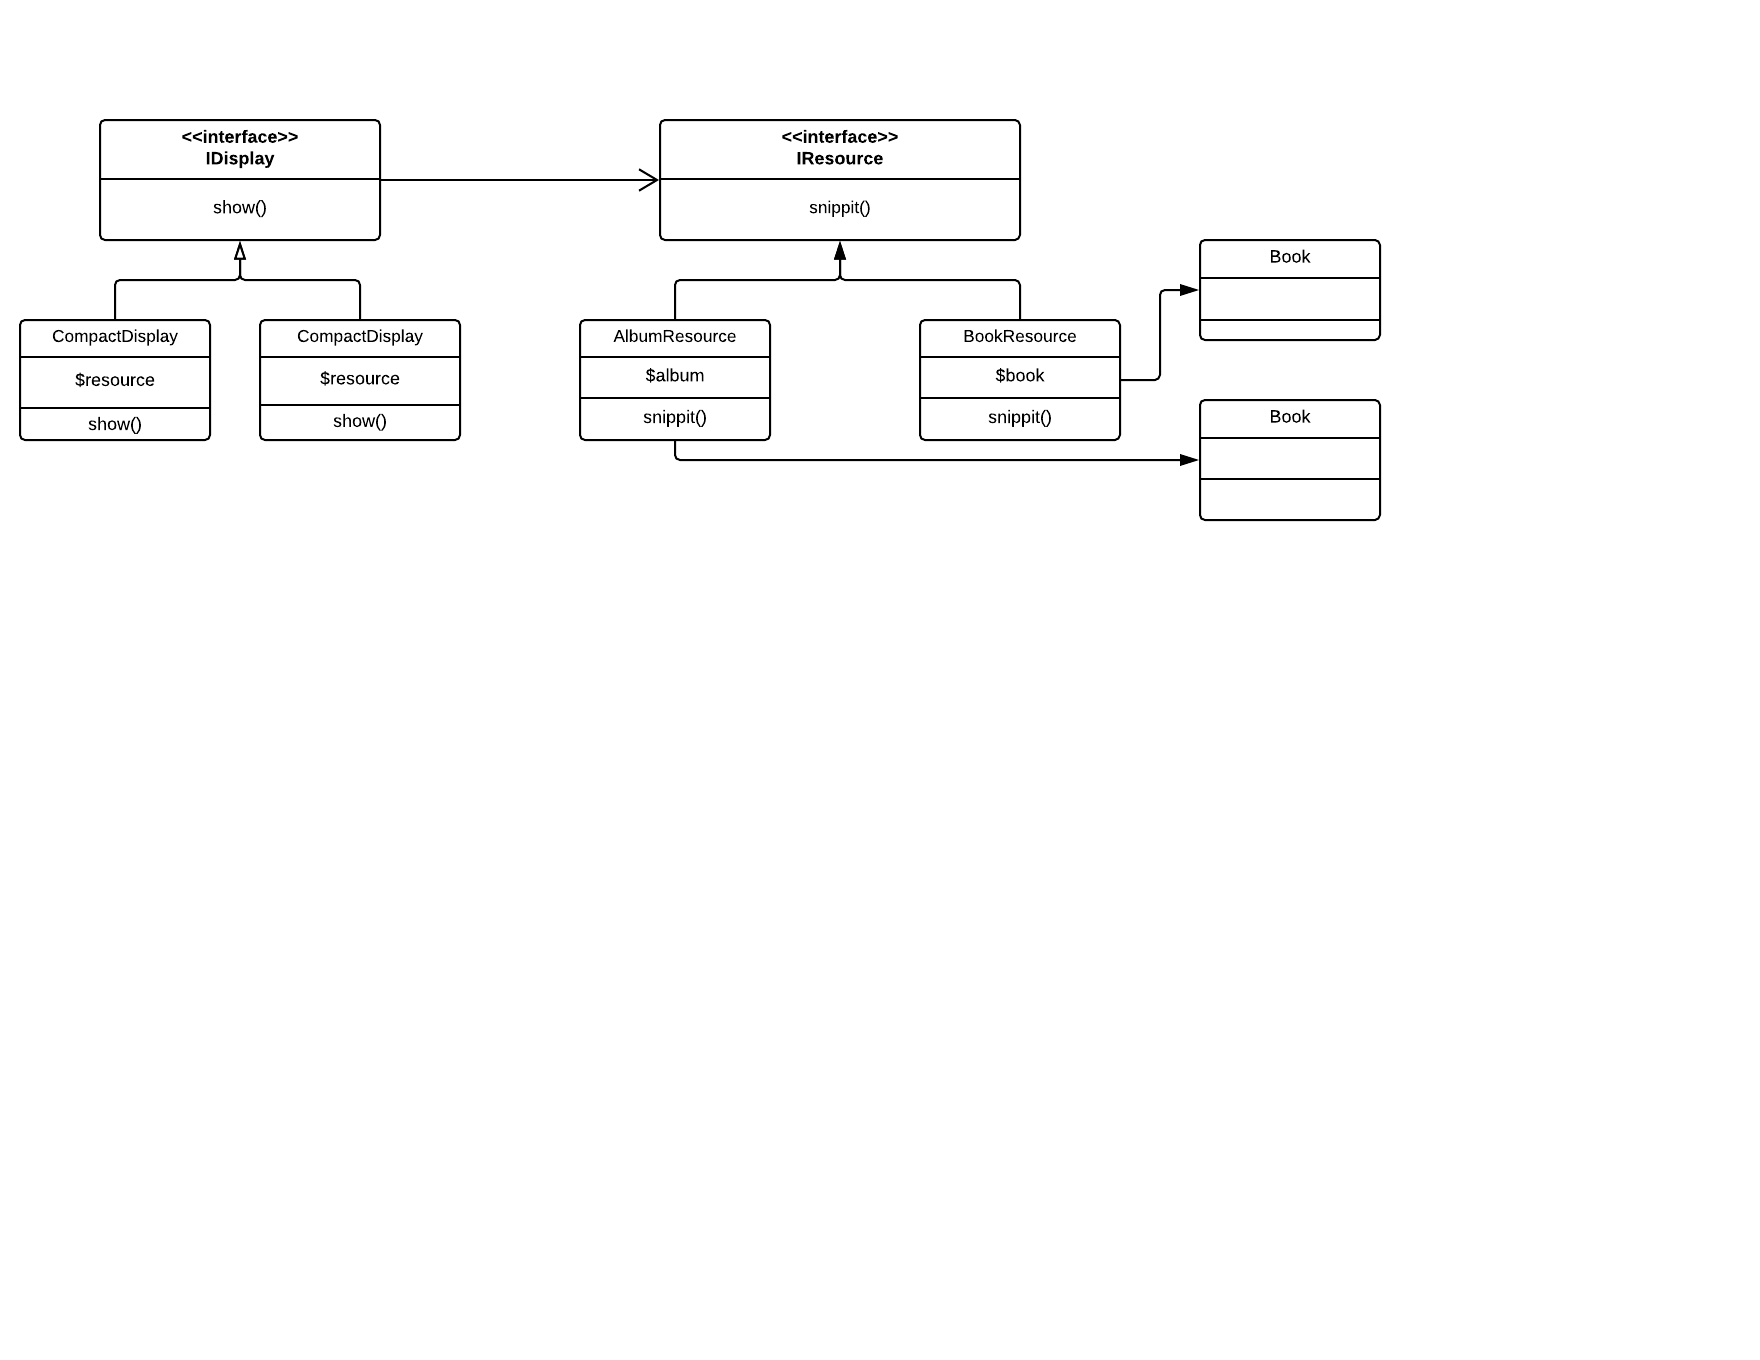 <<interface>>
IDisplay
show()
<<interface>>
IResource
snippit()
Book
CompactDisplay
$resource
show()
CompactDisplay
$resource
show()
AlbumResource
$album
snippit()
BookResource
$book
snippit()
Book